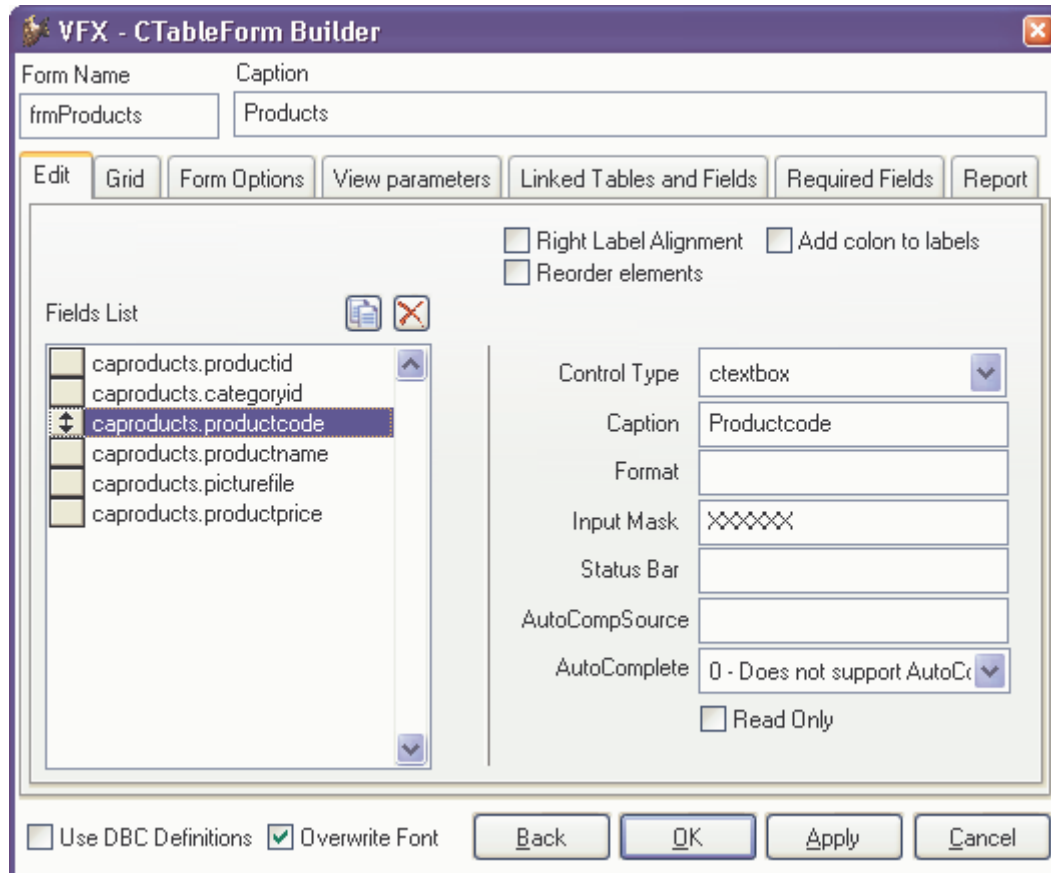 VFX - CTableForm Builder
Form Name Caption
frmProducts Products
Edit Grid Form Options View parameters Linked Tables and Fields Required Fields Report
Right Label Alignment Add colon to labels
Reorder elements
Fields List
caproducts.productid
caproducts.categoryid
caproducts.productcode
caproducts.productname
caproducts.picturefile
caproducts.productprice
Control Type ctextbox
Caption Productcode
Format
Input Mask XXXXXX
Status Bar
AutoCompSource
AutoComplete 0 - Does not support AutoCo
Read Only
Use DBC Definitions Overwrite Font Back OK Apply Cancel